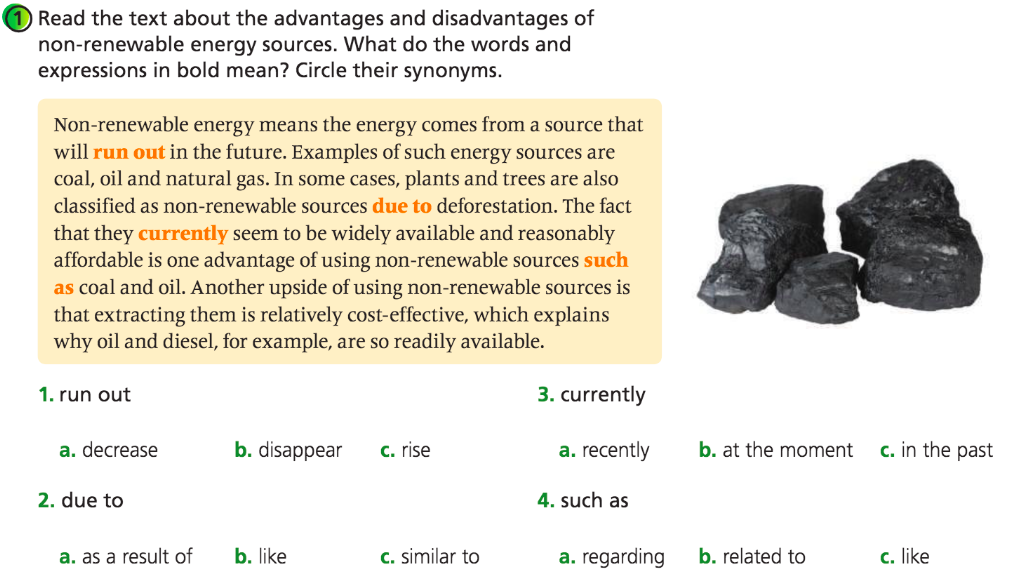 1 Read the text about the advantages and disadvantages of
non-renewable energy sources. What do the words and
expressions in bold mean? Circle their synonyms.
Non-renewable energy means the energy comes from a source that
will run out in the future. Examples of such energy sources are
coal, oil and natural gas. In some cases, plants and trees are also
classified as non-renewable sources due to deforestation. The fact
that they currently seem to be widely available and reasonably
affordable is one advantage of using non-renewable sources such
as coal and oil. Another upside of using non-renewable sources is
that extracting them is relatively cost-effective, which explains
why oil and diesel, for example, are so readily available.
1. run out
a. decrease b. disappear c. rise
2. due to
a. as a result of b. like c. similar to
3. currently
a. recently b. at the moment c. in the past
4. such as
a. regarding b. related to c. like